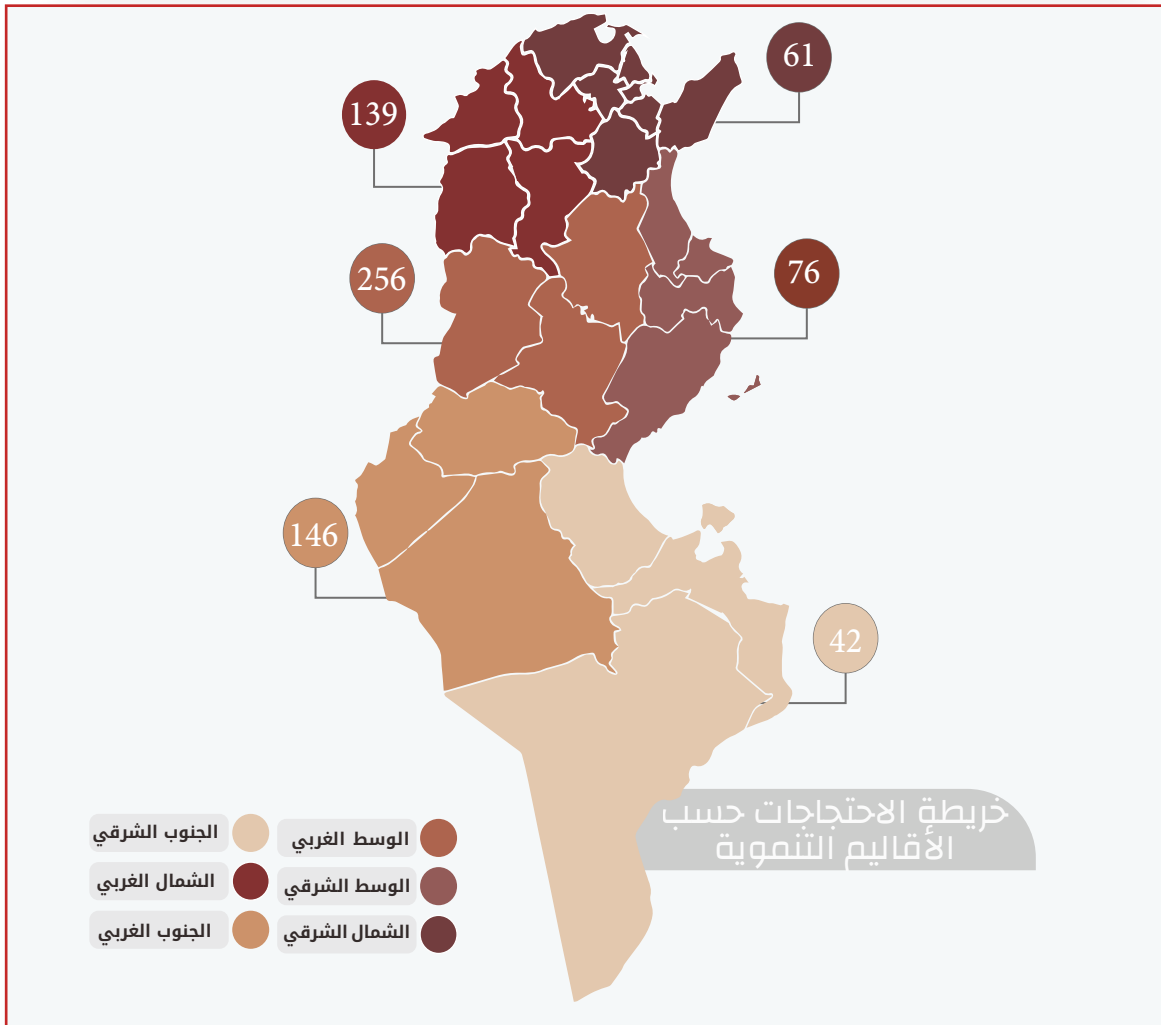 61
139
256
76
146
42
خريطة الاحتجاجات حسب
الأقاليم التنموية
الوسط الغربي
الجنوب الشرقي
الوسط الشرقي
الشمال الغربي
الشمال الشرقي
الجنوب الغربي